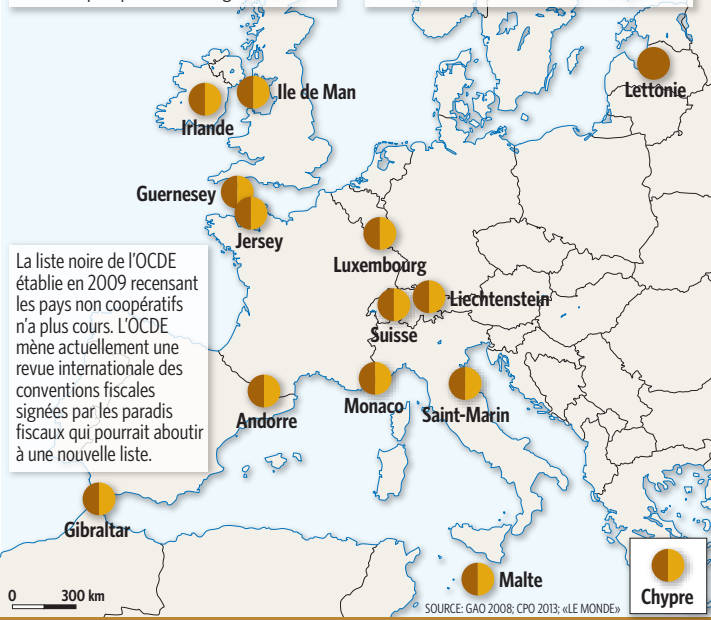 Ile de Man
Lettonie
Irlande
Guernesey
Jersey
Luxembourg
La liste noire de l'OCDE
établie en 2009 recensant
les pays non coopératifs
n'a plus cours. L'OCDE
mène actuellement une
revue internationale des
conventions fiscales
signées par les paradis
fiscaux qui pourrait aboutir
à une nouvelle liste.
Liechtenstein
Suisse
Monaco
Saint-Marin
Andorre
Gibraltar
Malte
Chypre
0 300 km
SOURCE: GAO 2008; CPO 2013; «LE MONDE»